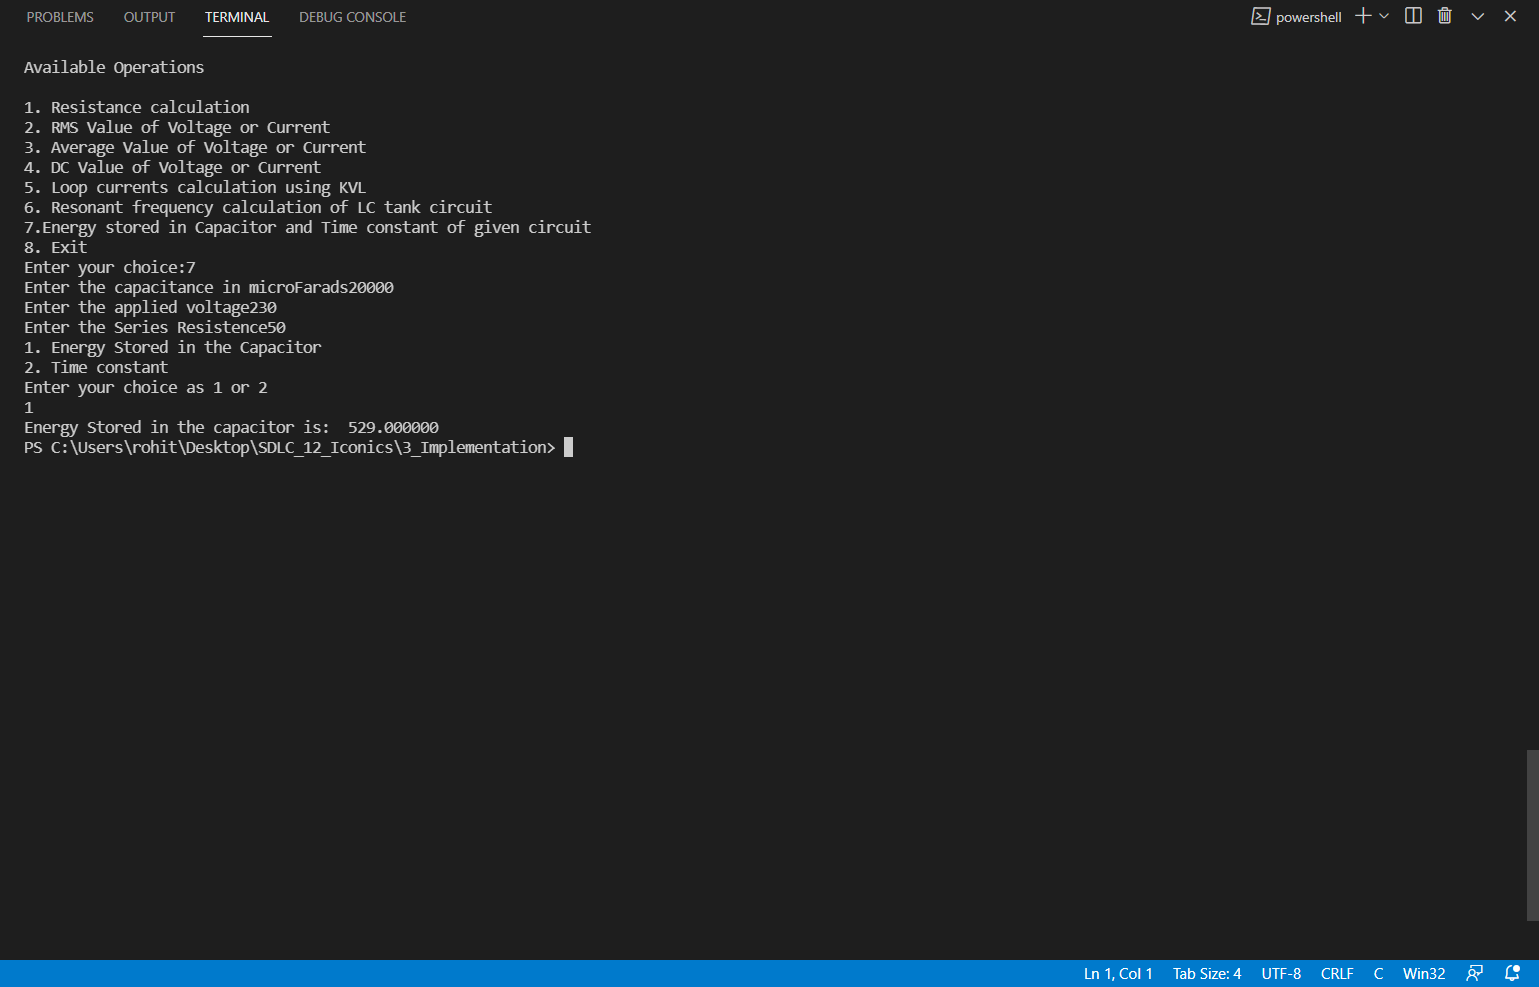 PROBLEMS OUTPUT TERMINAL DEBUG CONSOLE powershell
Available Operations
1. Resistance calculation
2. RMS Value of Voltage or Current
3. Average Value of Voltage or Current
4. DC Value of Voltage or Current
5. Loop currents calculation using KVL
6. Resonant frequency calculation of LC tank circuit
7.Energy stored in Capacitor and Time constant of given circuit
8. Exit
Enter your choice:7
Enter the capacitance in microFarads20000
Enter the applied voltage230
Enter the Series Resistence50
1. Energy Stored in the Capacitor
2. Time constant
Enter your choice as 1 or 2
1
Energy Stored in the capacitor is:  529.000000
PS C:\Users\rohit\Desktop\SDLC_12_Iconics\3_Implementation>
Ln 1, Col 1 Tab Size: 4 UTF-8 CRLF C Win32